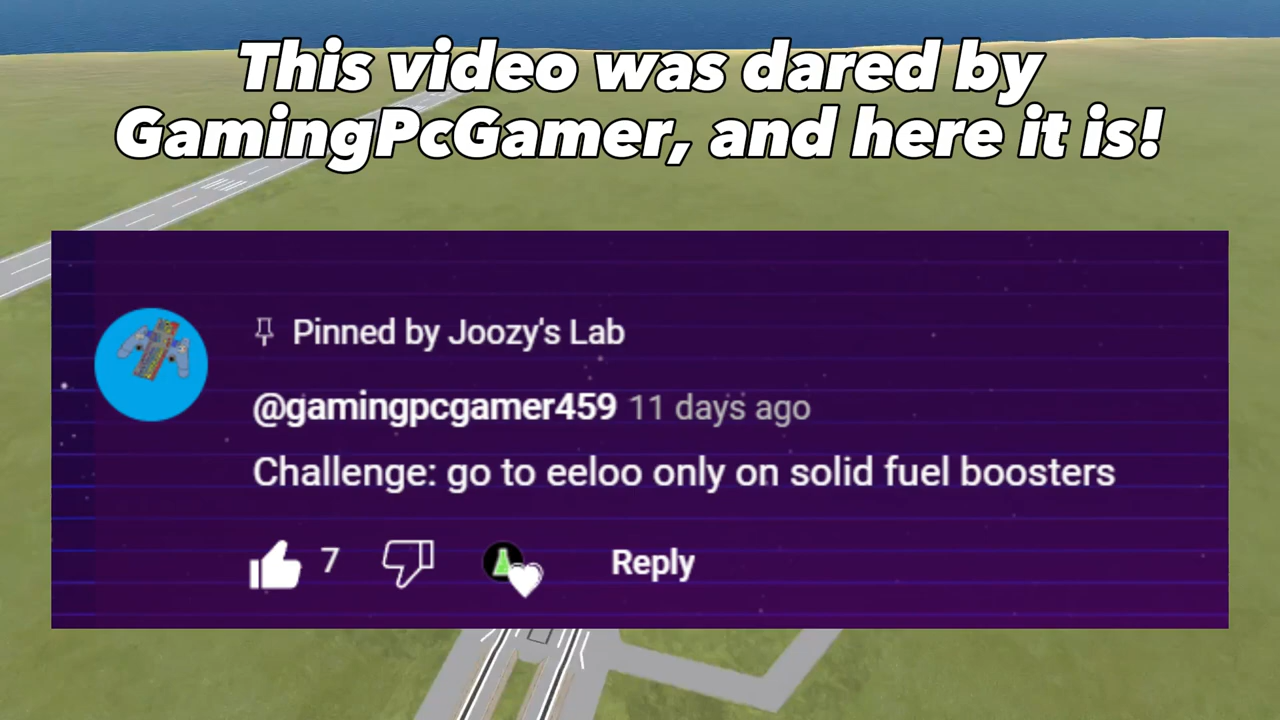 This video was dared by
GamingPcGamer, and here it is!
Pinned by Joozy's Lab
@gamingpcgamer459 11 days ago
Challenge: go to eeloo only on solid fuel boosters
7 Reply